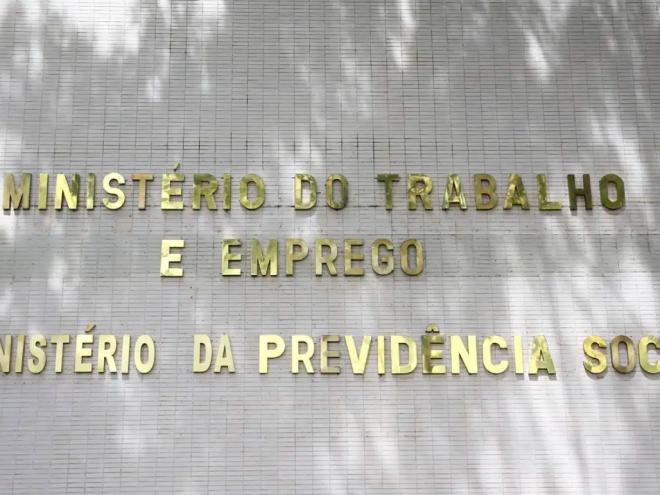 MINISTÉRIO DO TRABALHO
E EMPREGO
NISTÉRIO DA PREVIDÊNCIA SOC